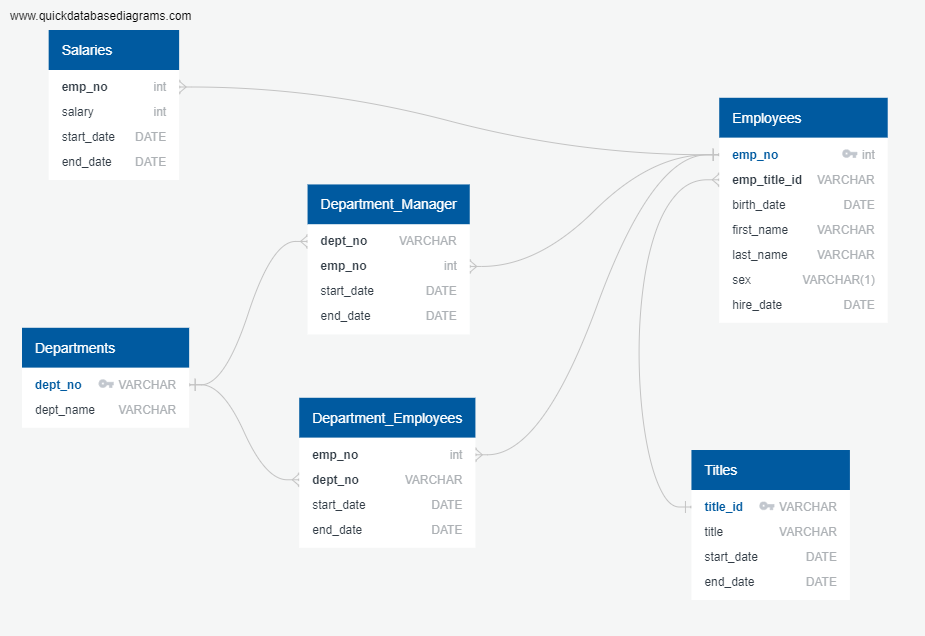 www.quickdatabasediagrams.com
Salaries
emp_no int
salary int
start_date DATE
end_date DATE
Employees
emp_no int
emp_title_id VARCHAR
birth_date DATE
first_name VARCHAR
last_name VARCHAR
sex VARCHAR(1)
hire_date DATE
Department_Manager
dept_no VARCHAR
emp_no int
start_date DATE
end_date DATE
Departments
dept_no VARCHAR
dept_name VARCHAR
Department_Employees
emp_no int
dept_no VARCHAR
start_date DATE
end_date DATE
Titles
title_id VARCHAR
title VARCHAR
start_date DATE
end_date DATE